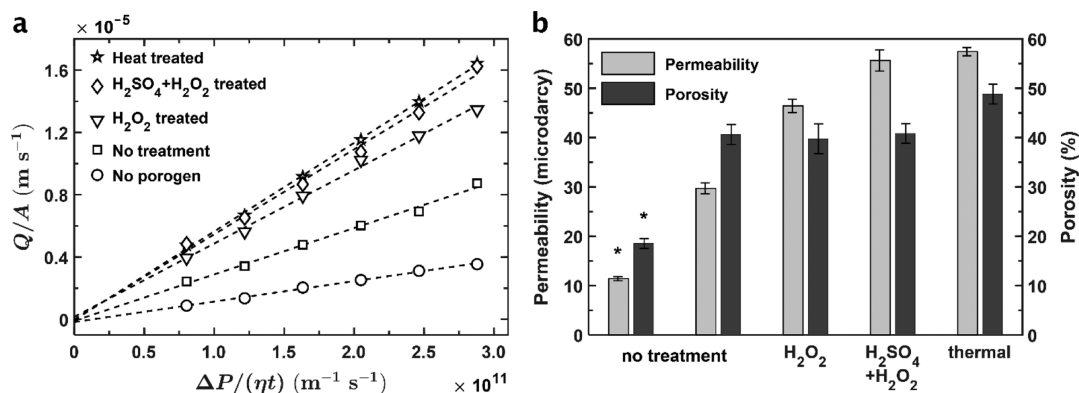 a
× 10⁻⁵
1.6
1.2
0.8
0.4
0
Q/A (m s⁻¹)
Heat treated
H₂SO₄+H₂O₂ treated
H₂O₂ treated
No treatment
No porogen
0 0.5 1.0 1.5 2.0 2.5 3.0
ΔP/(ηt) (m⁻¹ s⁻¹)
× 10¹¹
b
60
50
40
30
20
10
0
Permeability (microdarcy)
Permeability
Porosity
* *
60
50
40
30
20
10
0
Porosity (%)
no treatment H₂O₂ H₂SO₄ thermal
+H₂O₂